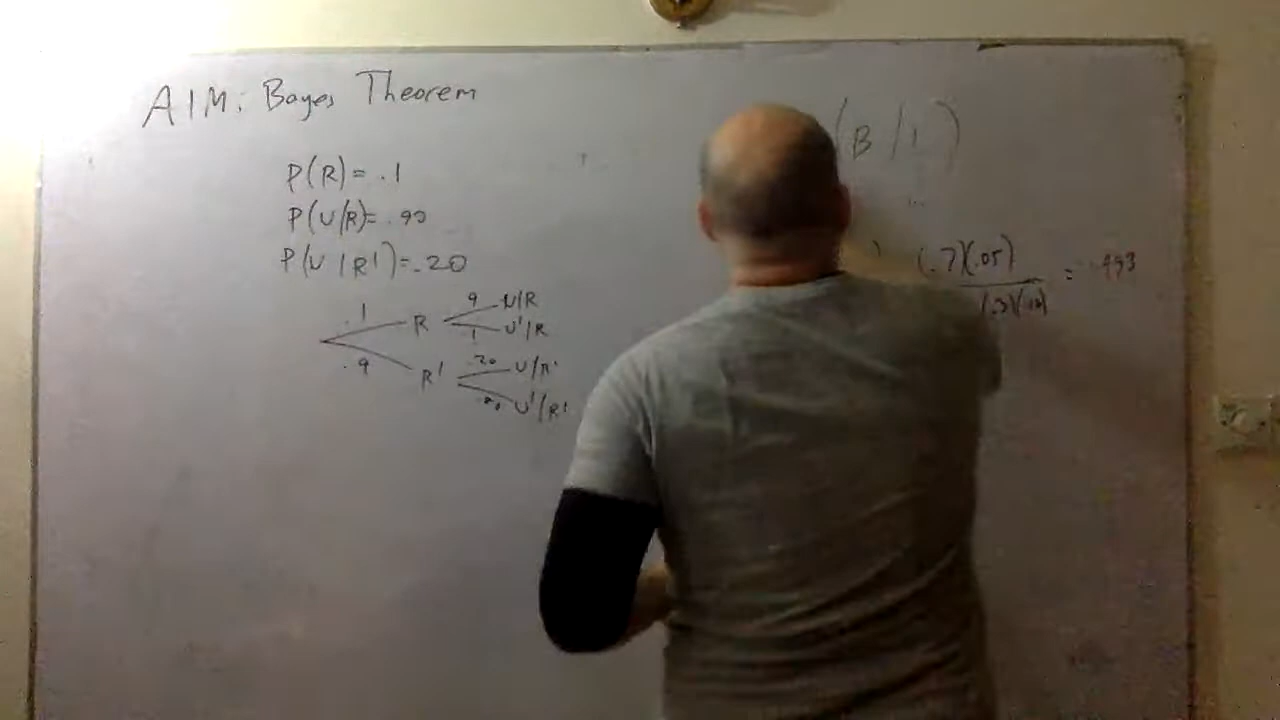 AIM: Bayes Theorem
P(R) = .1
P(U/R) = .90
P(U/R') = .20
.1 R .9 U/R
.1 U'/R
.9 R' .20 U/R'
U'/R'
(B/
(.7)(.05)
=